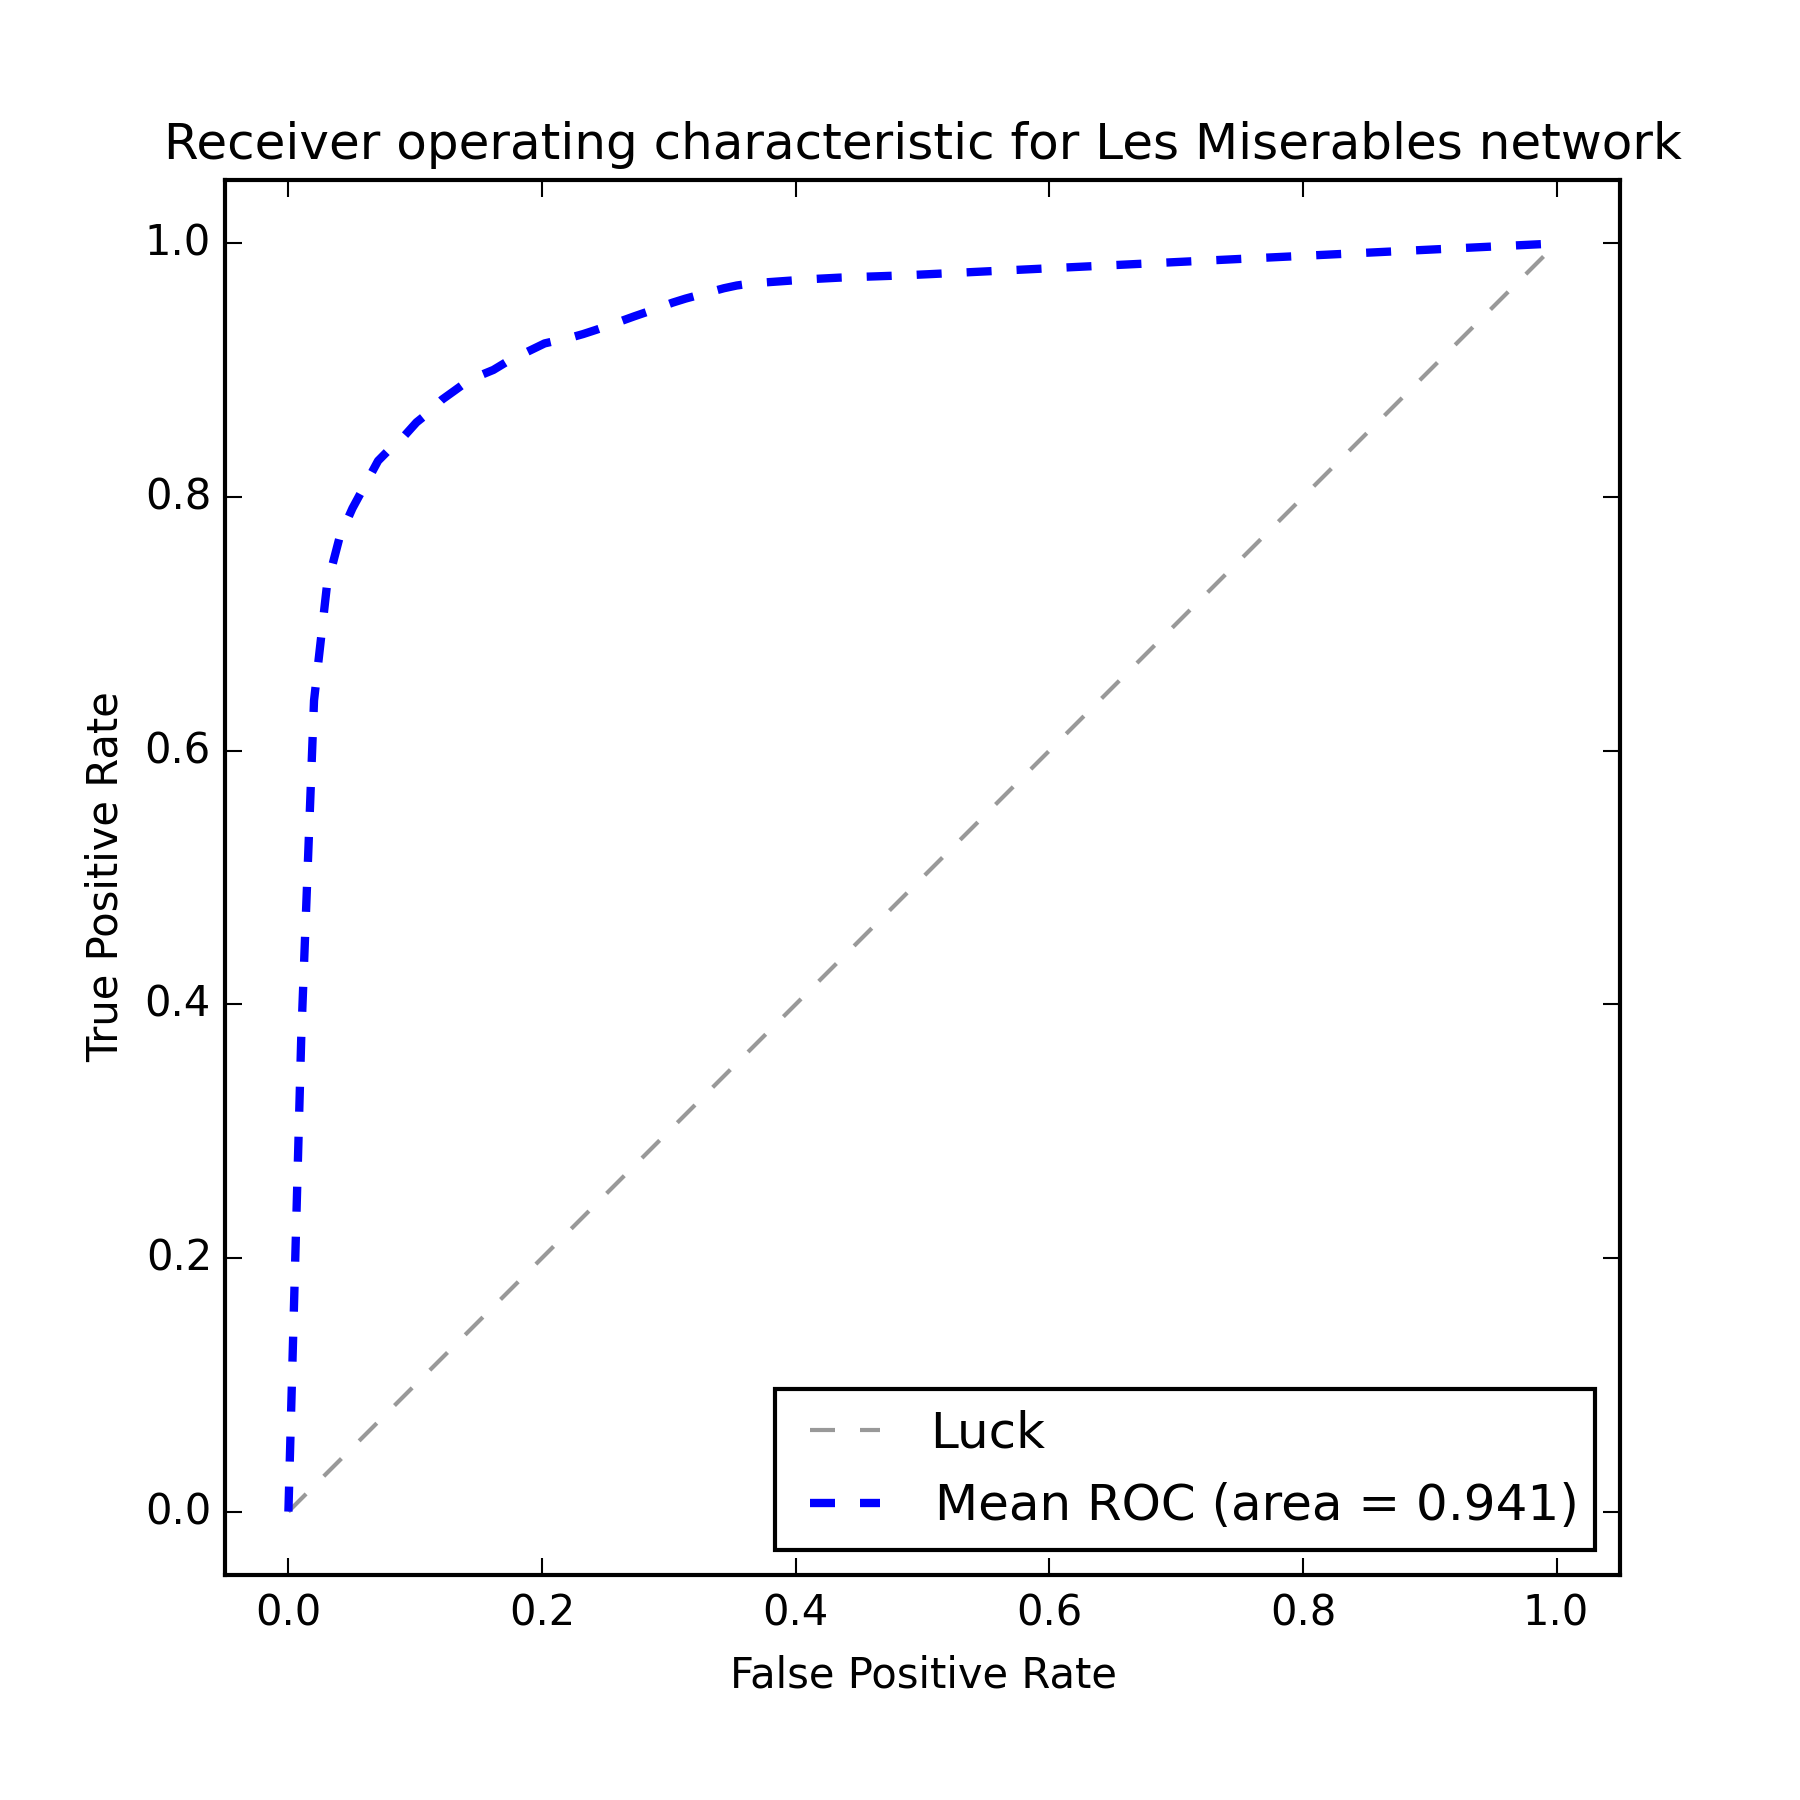 Receiver operating characteristic for Les Miserables network
1.0
0.8
0.6
0.4
0.2
0.0
True Positive Rate
Luck
Mean ROC (area = 0.941)
0.0 0.2 0.4 0.6 0.8 1.0
False Positive Rate